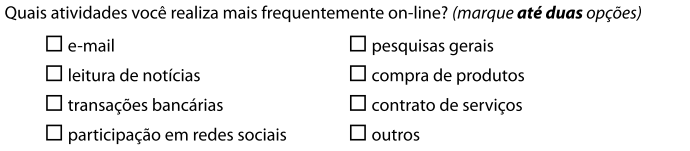 Quais atividades você realiza mais frequentemente on-line? (marque até duas opções)
e-mail
leitura de notícias
transações bancárias
participação em redes sociais
pesquisas gerais
compra de produtos
contrato de serviços
outros